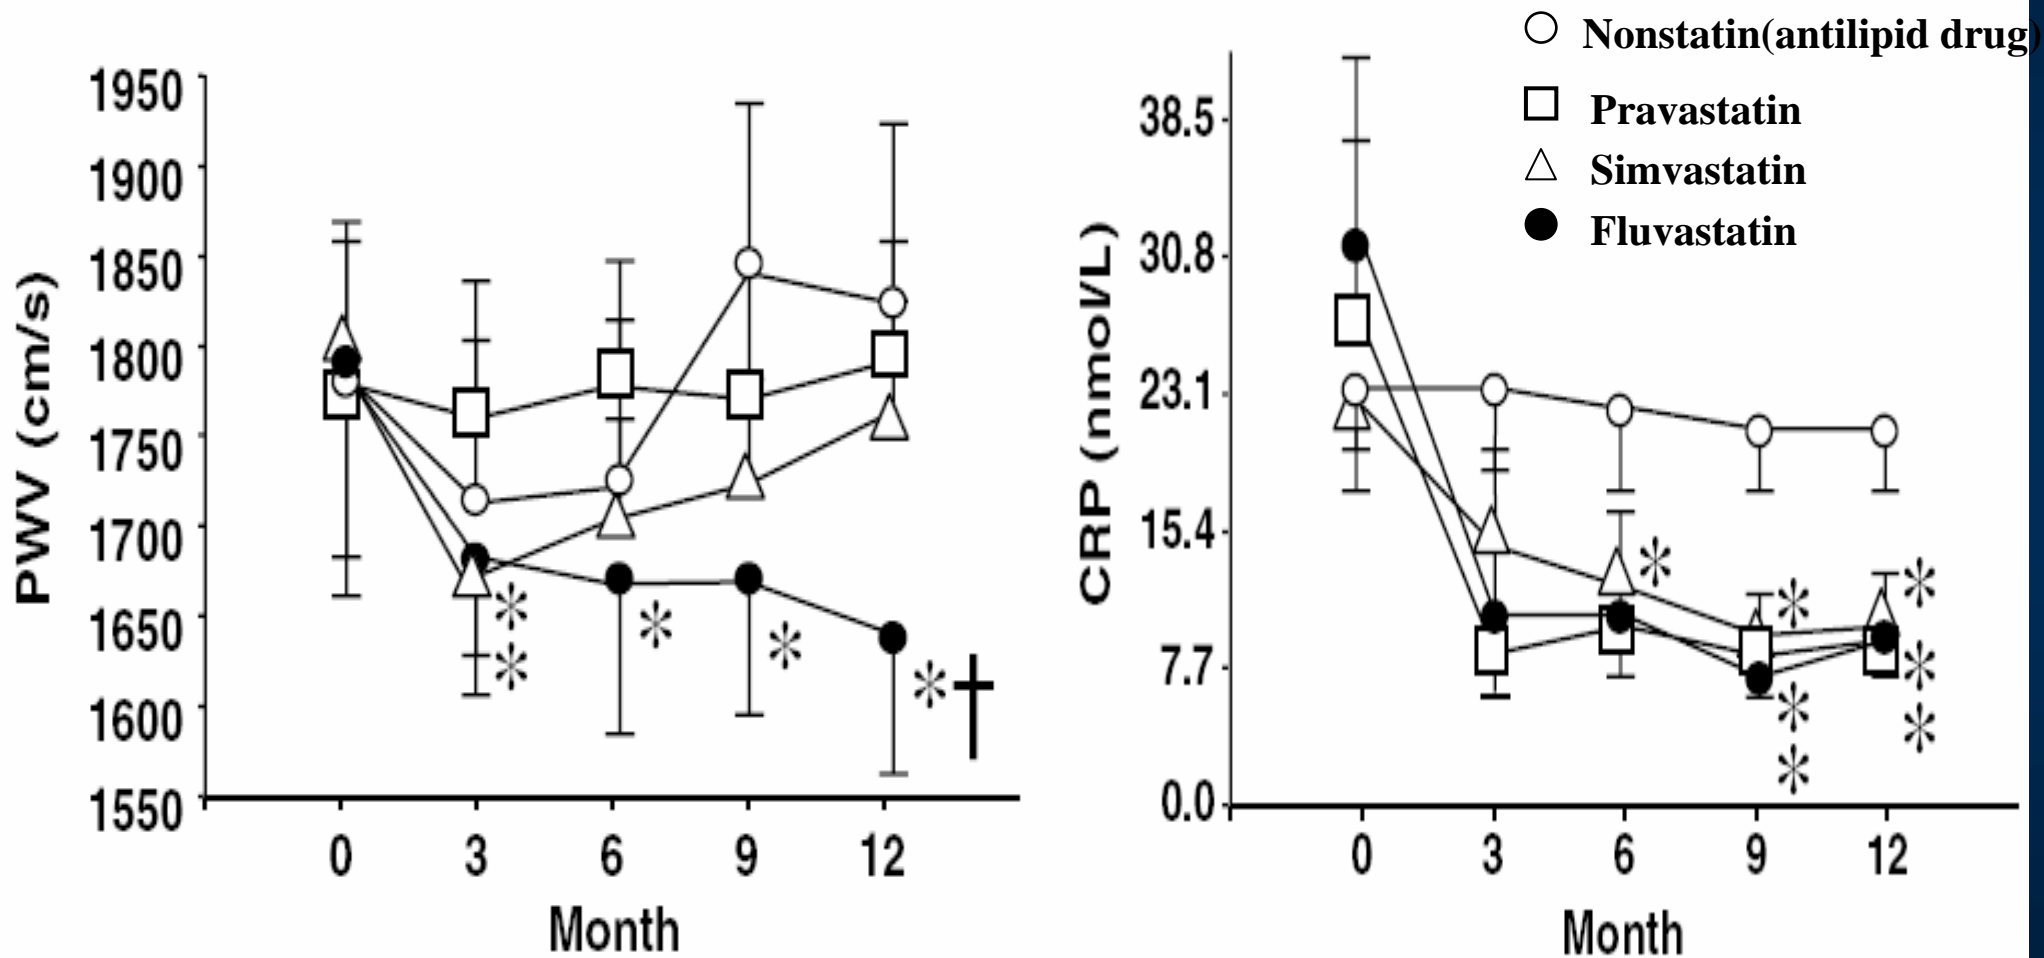 Nonstatin(antilipid drug)
Pravastatin
Simvastatin
Fluvastatin
PWV (cm/s)
1950
1900
1850
1800
1750
1700
1650
1600
1550
0 3 6 9 12
Month
*
*
*
*
*†
CRP (nmol/L)
38.5
30.8
23.1
15.4
7.7
0.0
0 3 6 9 12
Month
*
*
*
*
*
*
*